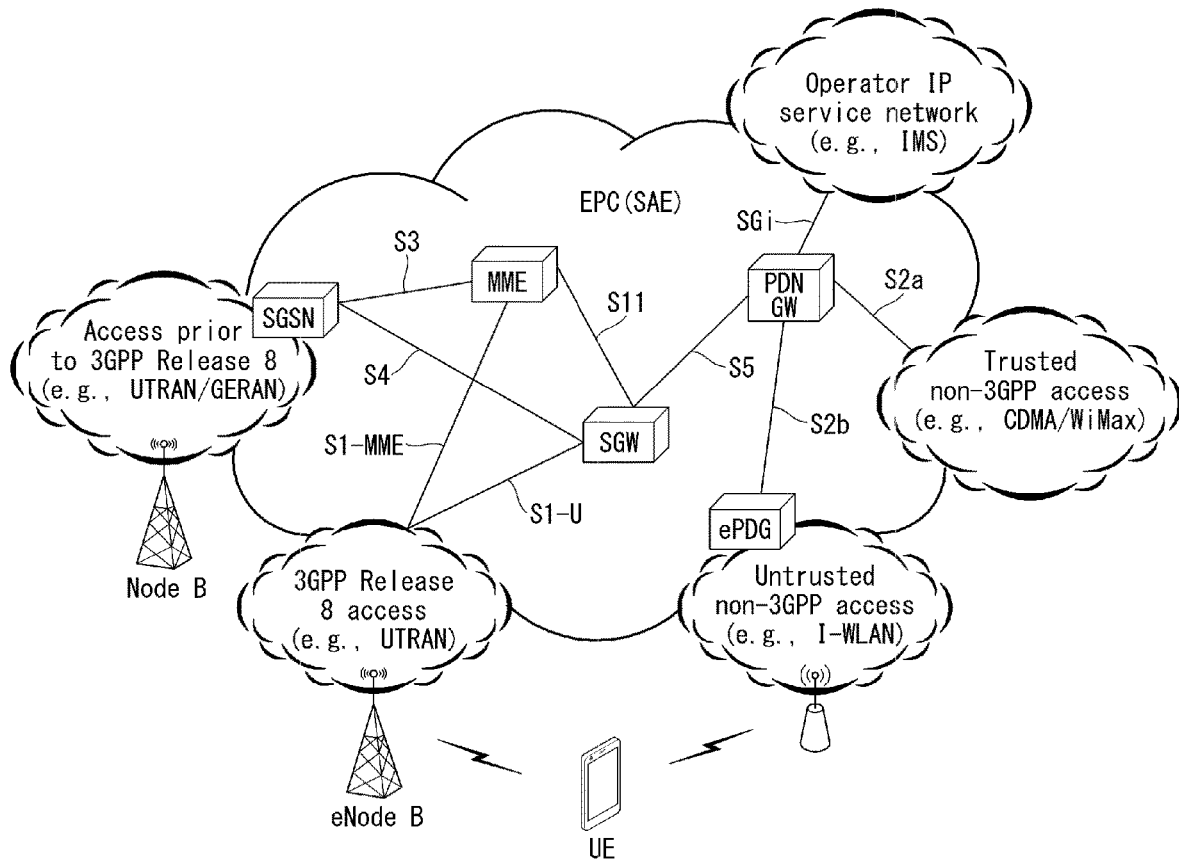 Operator IP
service network
(e.g., IMS)
EPC(SAE)
SGi
S3
MME
PDN
GW
S2a
SGSN
S11
Access prior
to 3GPP Release 8
(e.g., UTRAN/GERAN)
S4
S5
Trusted
non-3GPP access
(e.g., CDMA/WiMax)
S1-MME
SGW
S2b
S1-U
ePDG
Node B
3GPP Release
8 access
(e.g., UTRAN)
Untrusted
non-3GPP access
(e.g., I-WLAN)
eNode B
UE